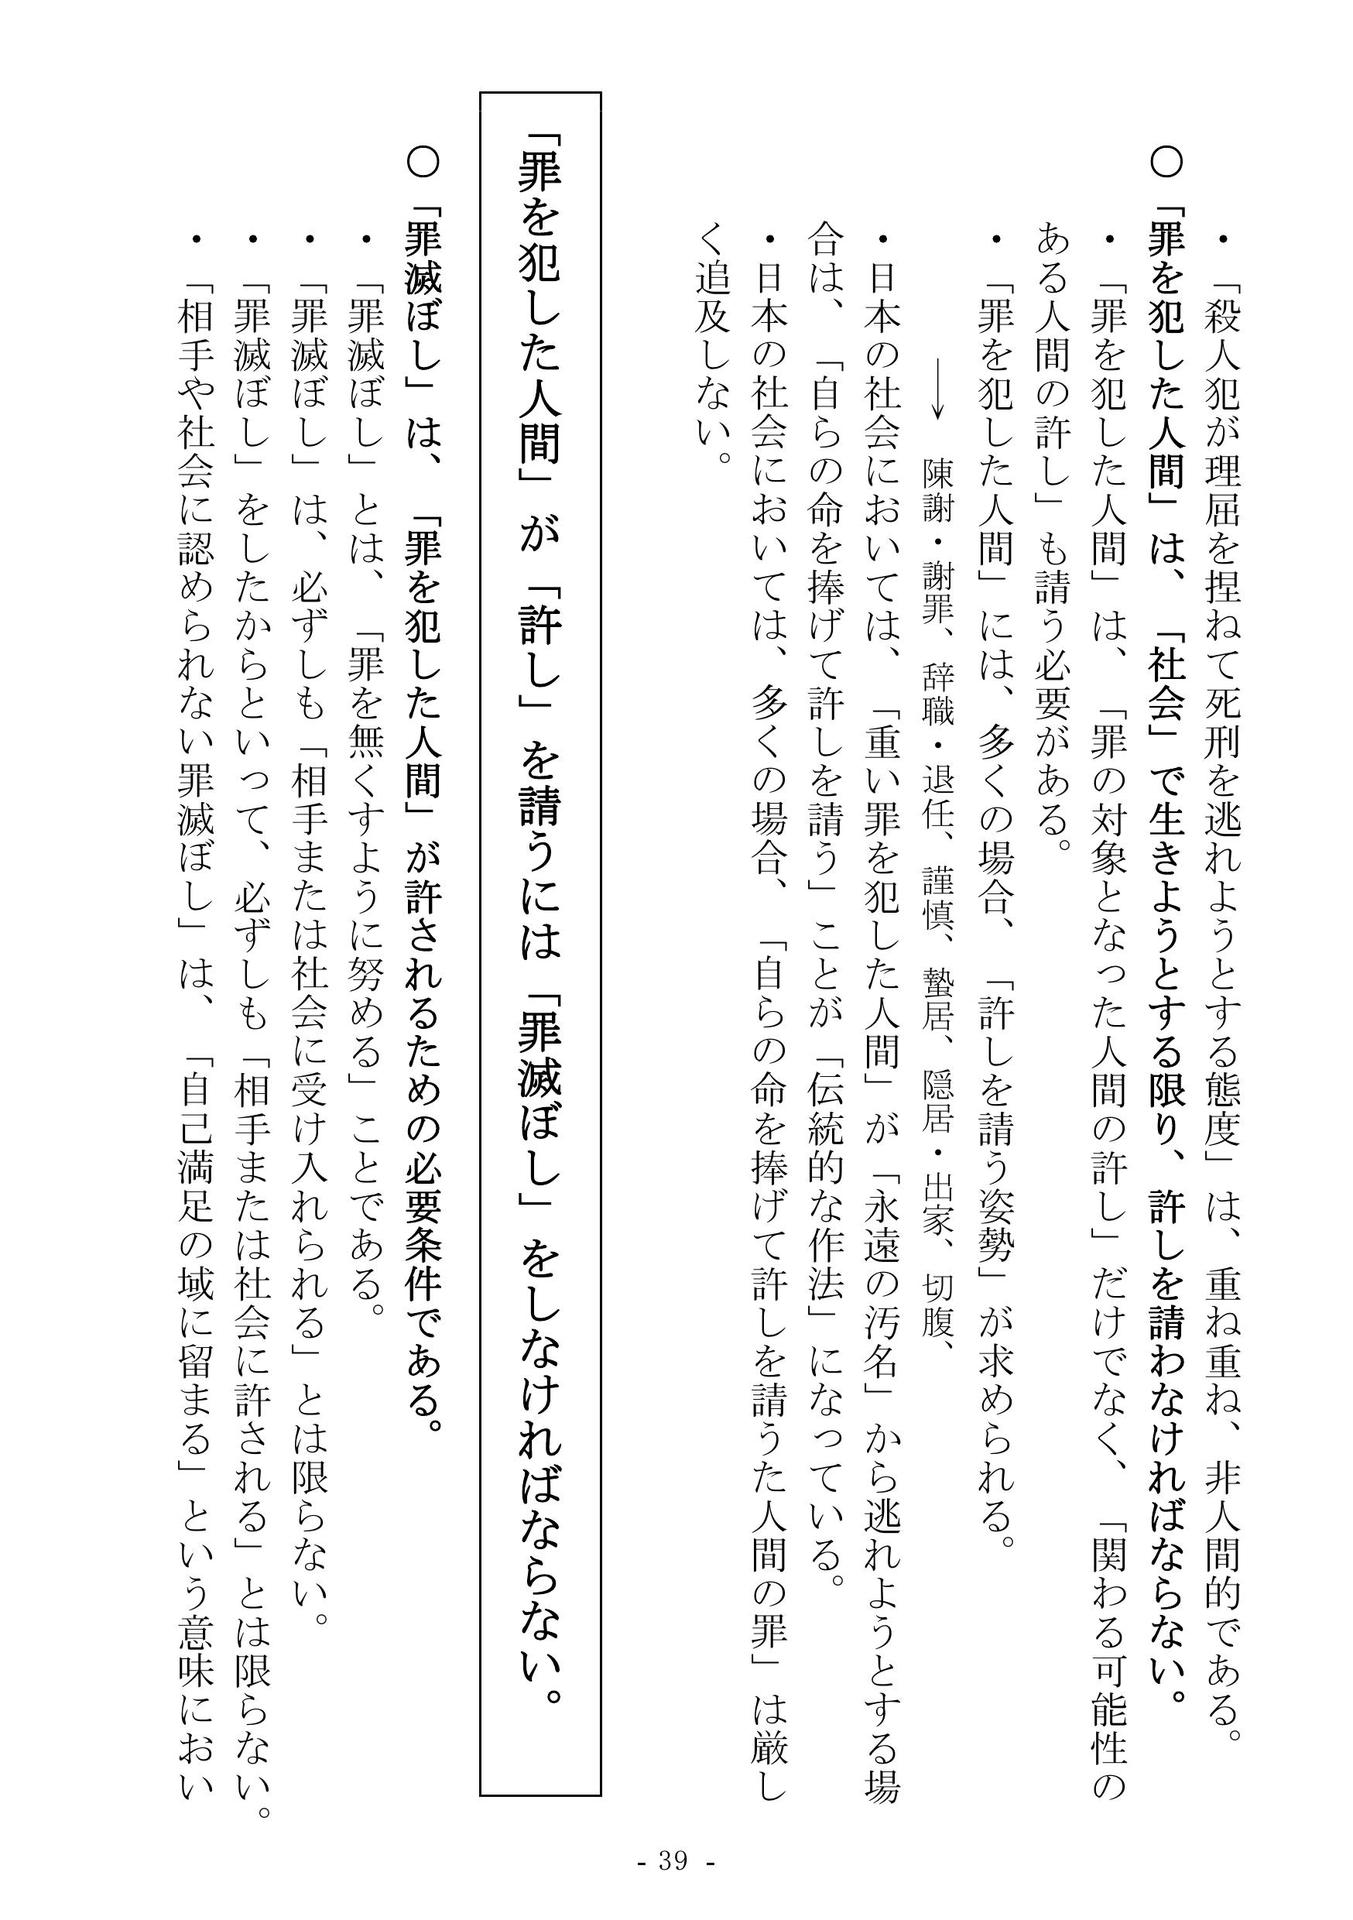 ・「殺人犯が理屈を捏ねて死刑を逃れようとする態度」は、重ね重ね、非人間的である。
○「罪を犯した人間」は、「社会」で生きようとする限り、許しを請わなければならない。
・「罪を犯した人間」は、「罪の対象となった人間の許し」だけでなく、「関わる可能性の
ある人間の許し」も請う必要がある。
・「罪を犯した人間」には、多くの場合、「許しを請う姿勢」が求められる。
→ 陳謝・謝罪、辞職・退任、謹慎、蟄居、隠居・出家、切腹、
・日本の社会においては、「重い罪を犯した人間」が「永遠の汚名」から逃れようとする場
合は、「自らの命を捧げて許しを請う」ことが「伝統的な作法」になっている。
・日本の社会においては、多くの場合、「自らの命を捧げて許しを請うた人間の罪」は厳し
く追及しない。
「罪を犯した人間」が「許し」を請うには「罪滅ぼし」をしなければならない。
○「罪滅ぼし」は、「罪を犯した人間」が許されるための必要条件である。
・「罪滅ぼし」とは、「罪を無くすように努める」ことである。
・「罪滅ぼし」は、必ずしも「相手または社会に受け入れられる」とは限らない。
・「罪滅ぼし」をしたからといって、必ずしも「相手または社会に許される」とは限らない。
・「相手や社会に認められない罪滅ぼし」は、「自己満足の域に留まる」という意味におい
- 39 -